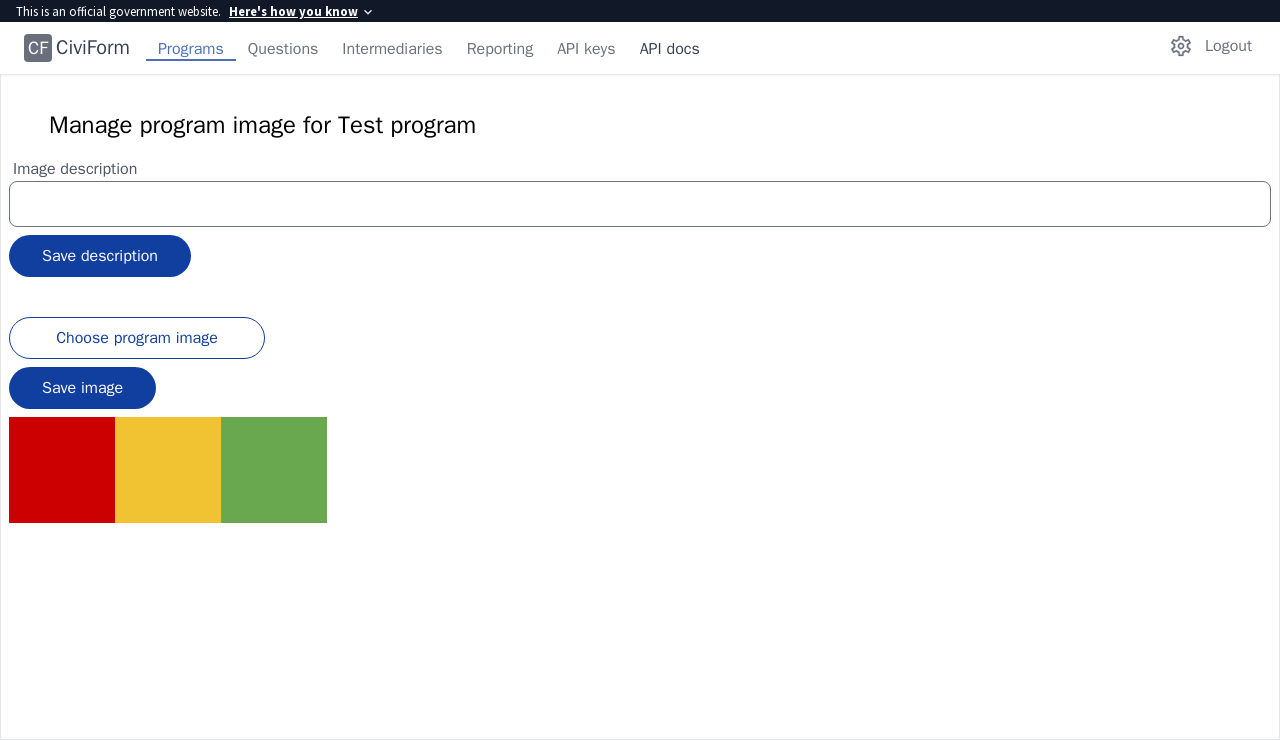 This is an official government website. Here's how you know
CF CiviForm Programs Questions Intermediaries Reporting API keys API docs Logout
Manage program image for Test program
Image description
Save description
Choose program image
Save image